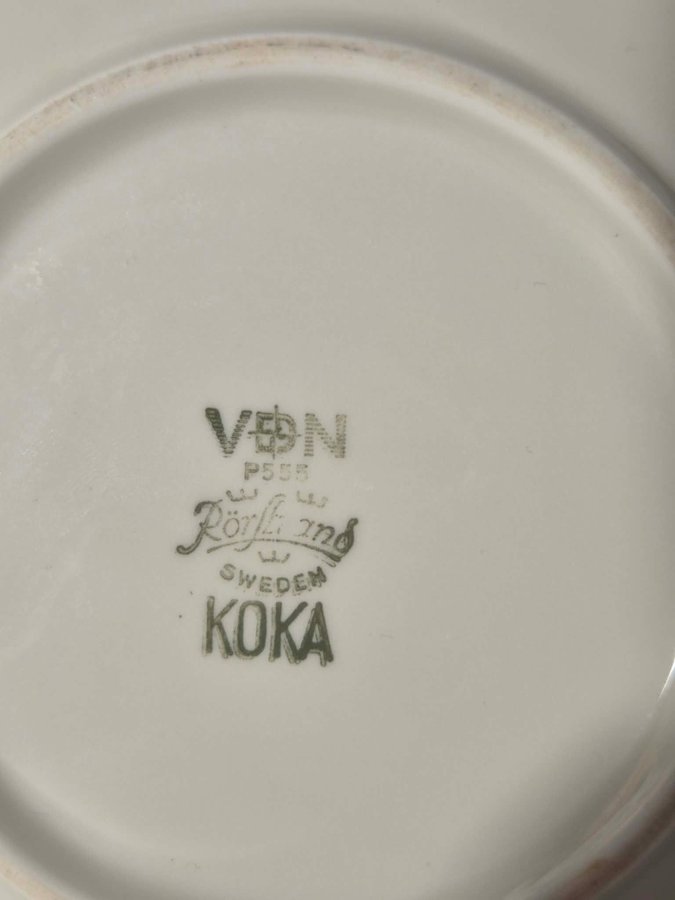 VDN
P555
Rörstrand
SWEDEN
KOKA